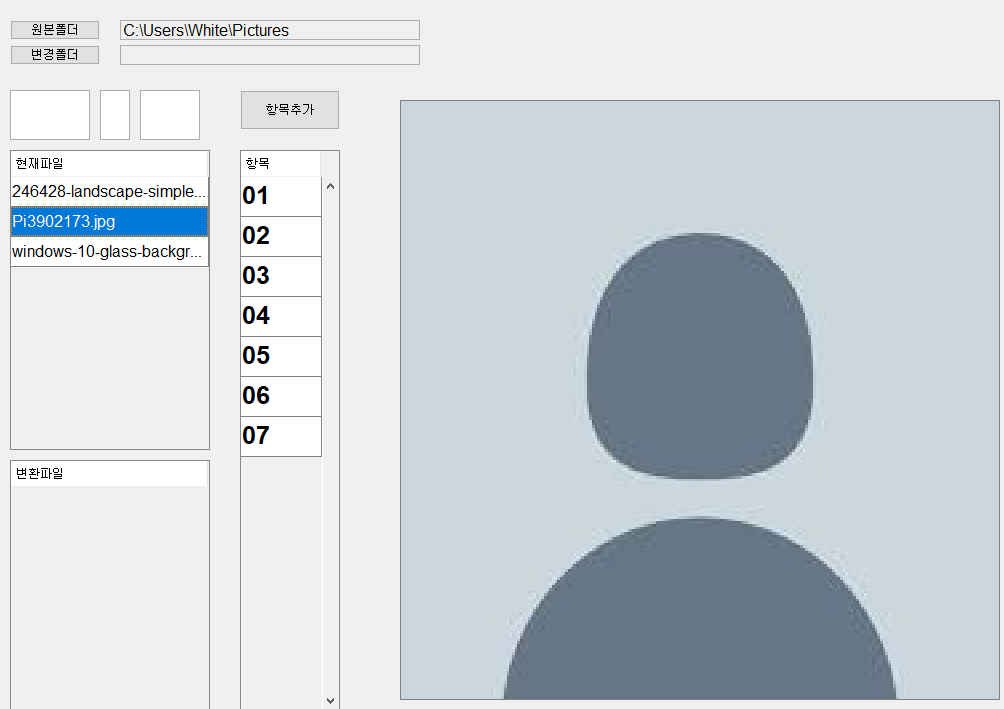 원본폴더
C:\Users\White\Pictures
변경폴더
항목추가
현재파일
246428-landscape-simple...
Pi3902173.jpg
windows-10-glass-backgr...
변환파일
항목
01
02
03
04
05
06
07